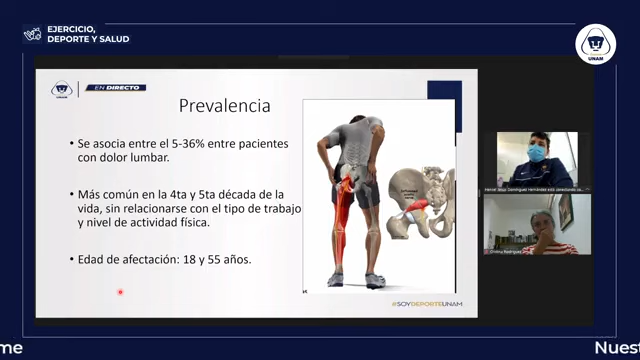 EJERCICIO,
DEPORTE Y SALUD
UNAM
EN DIRECTO
Prevalencia
• Se asocia entre el 5-36% entre pacientes
con dolor lumbar.
• Más común en la 4ta y 5ta década de la
vida, sin relacionarse con el tipo de trabajo
y nivel de actividad física.
• Edad de afectación: 18 y 55 años.
#SOYDEPORTEUNAM
me
Nuest